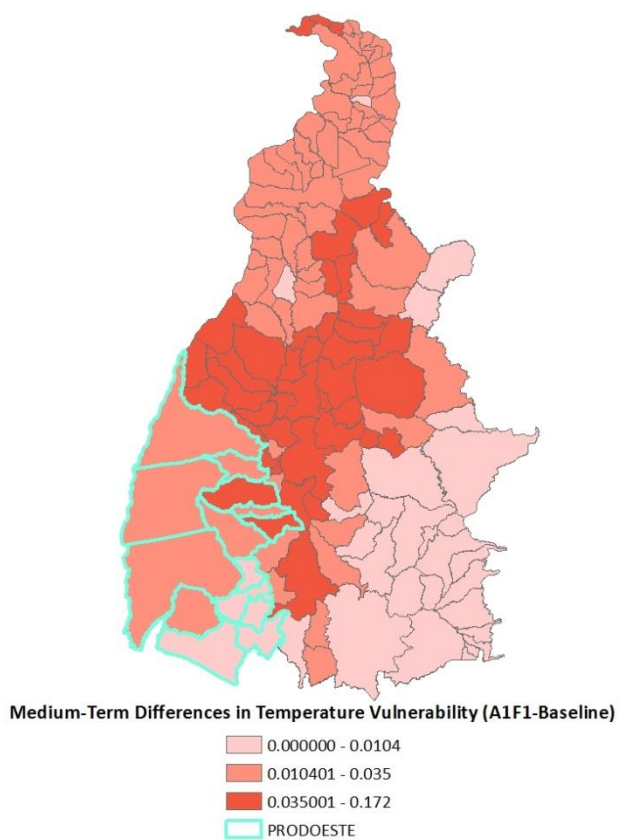 Medium-Term Differences in Temperature Vulnerability (A1F1-Baseline)
0.000000 - 0.0104
0.010401 - 0.035
0.035001 - 0.172
PRODOESTE